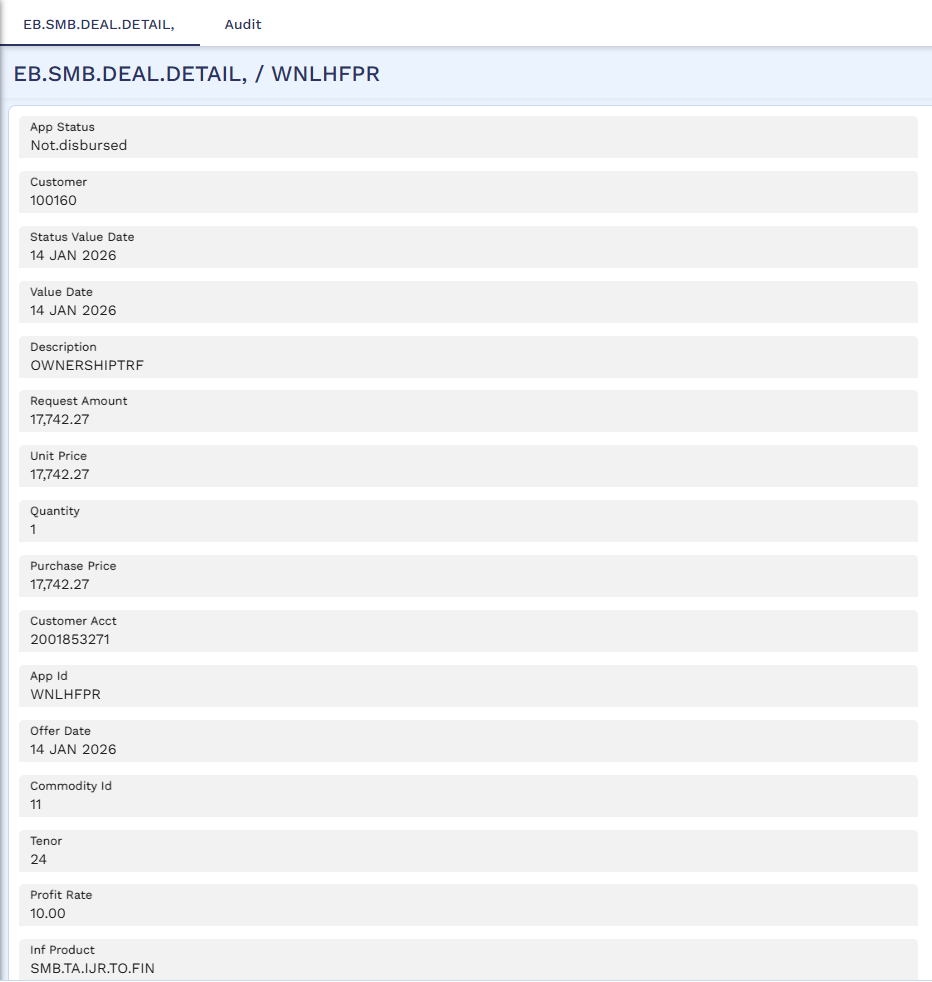 EB.SMB.DEAL.DETAIL, Audit
EB.SMB.DEAL.DETAIL, / WNLHFPR
App Status
Not.disbursed
Customer
100160
Status Value Date
14 JAN 2026
Value Date
14 JAN 2026
Description
OWNERSHIPTRF
Request Amount
17,742.27
Unit Price
17,742.27
Quantity
1
Purchase Price
17,742.27
Customer Acct
2001853271
App Id
WNLHFPR
Offer Date
14 JAN 2026
Commodity Id
11
Tenor
24
Profit Rate
10.00
Inf Product
SMB.TA.IJR.TO.FIN